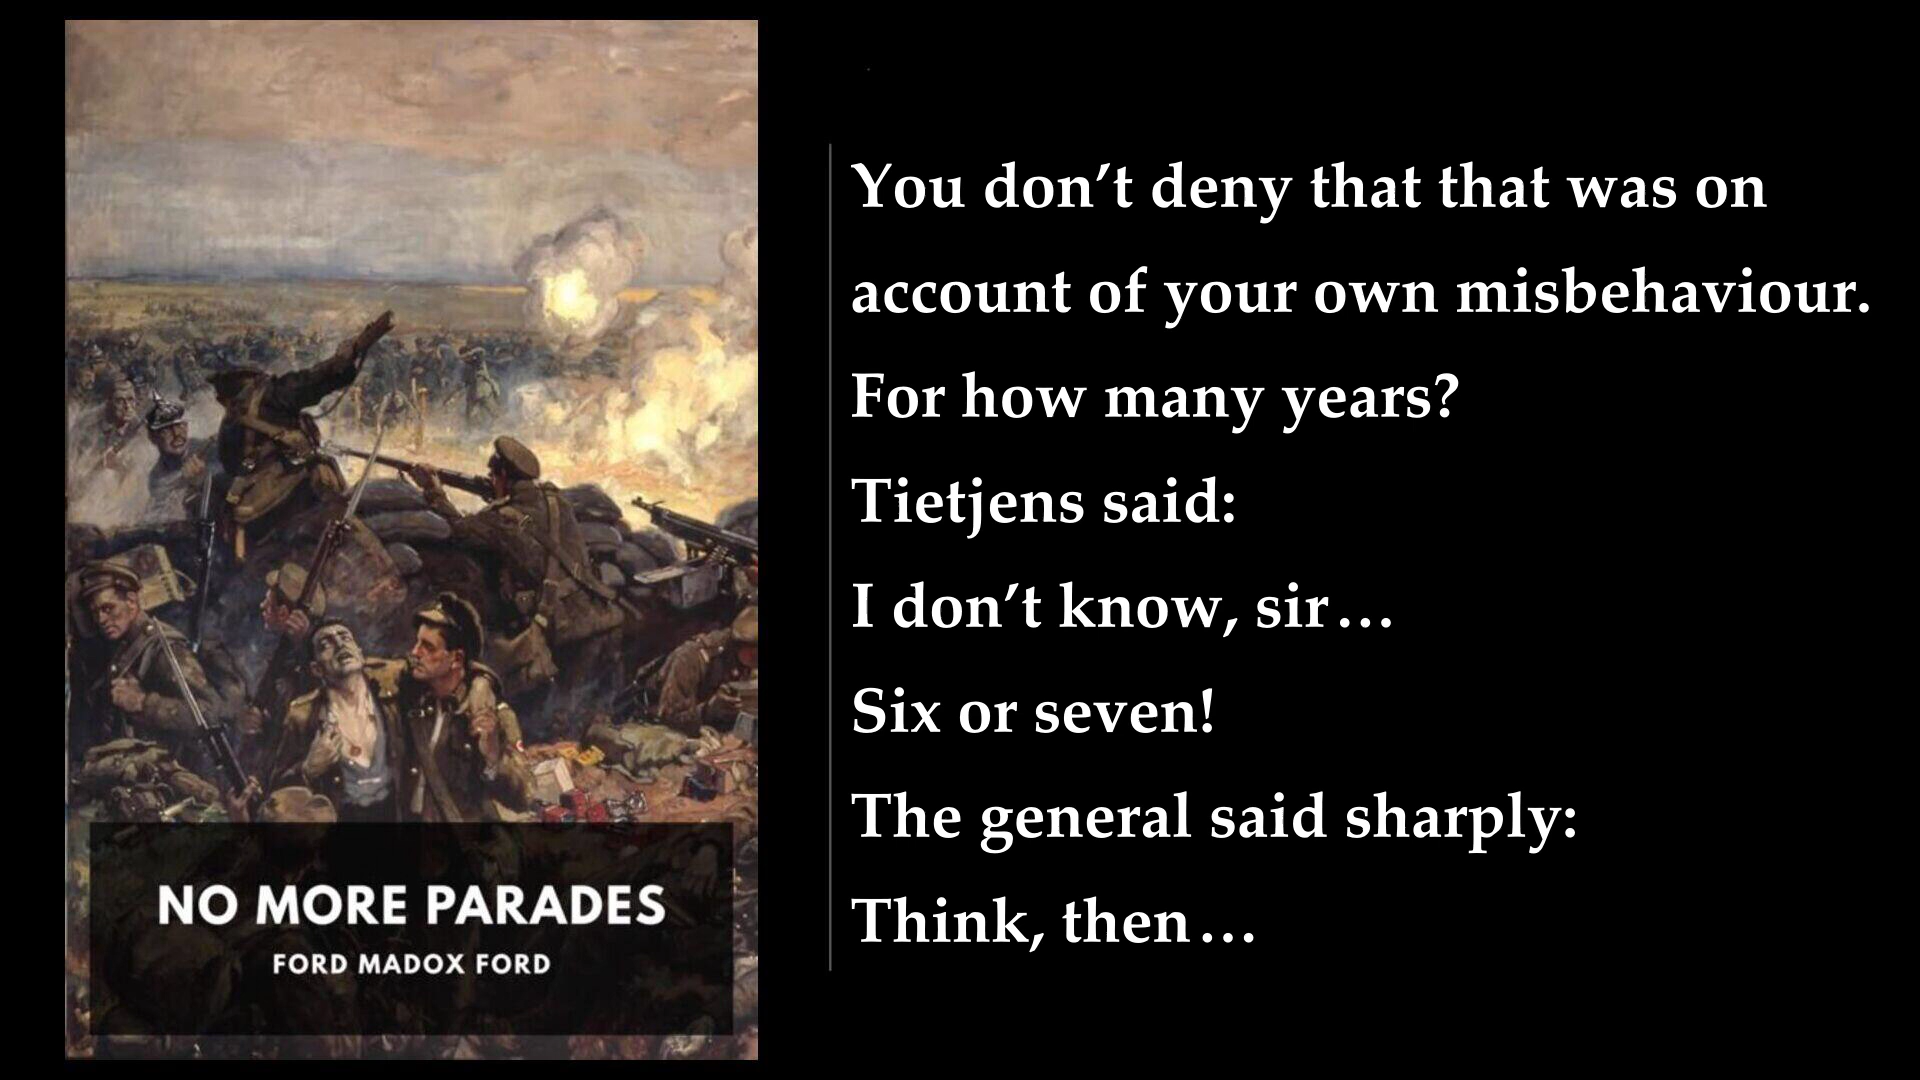 NO MORE PARADES
FORD MADOX FORD
You don’t deny that that was on
account of your own misbehaviour.
For how many years?
Tietjens said:
I don’t know, sir…
Six or seven!
The general said sharply:
Think, then…